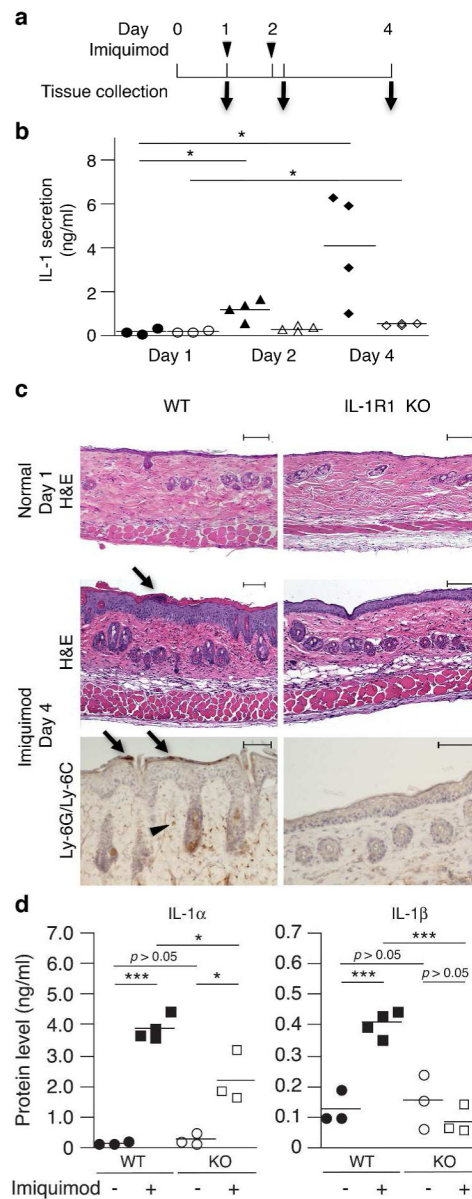 a
Day 0 1 2 4
Imiquimod
Tissue collection
b
*
*
*
8
6
4
2
0
IL-1 secretion
(ng/ml)
Day 1 Day 2 Day 4
c
WT IL-1R1 KO
Normal
Day 1
H&E
Imiquimod
Day 4
H&E
Ly-6G/Ly-6C
d
IL-1α IL-1β
Protein level (ng/ml)
7.0
6.0
5.0
4.0
3.0
2.0
1.0
0
*
p > 0.05
*** *
0.7
0.6
0.5
0.4
0.3
0.2
0.1
0
***
p > 0.05
*** p > 0.05
WT KO WT KO
Imiquimod - + - + - + - +